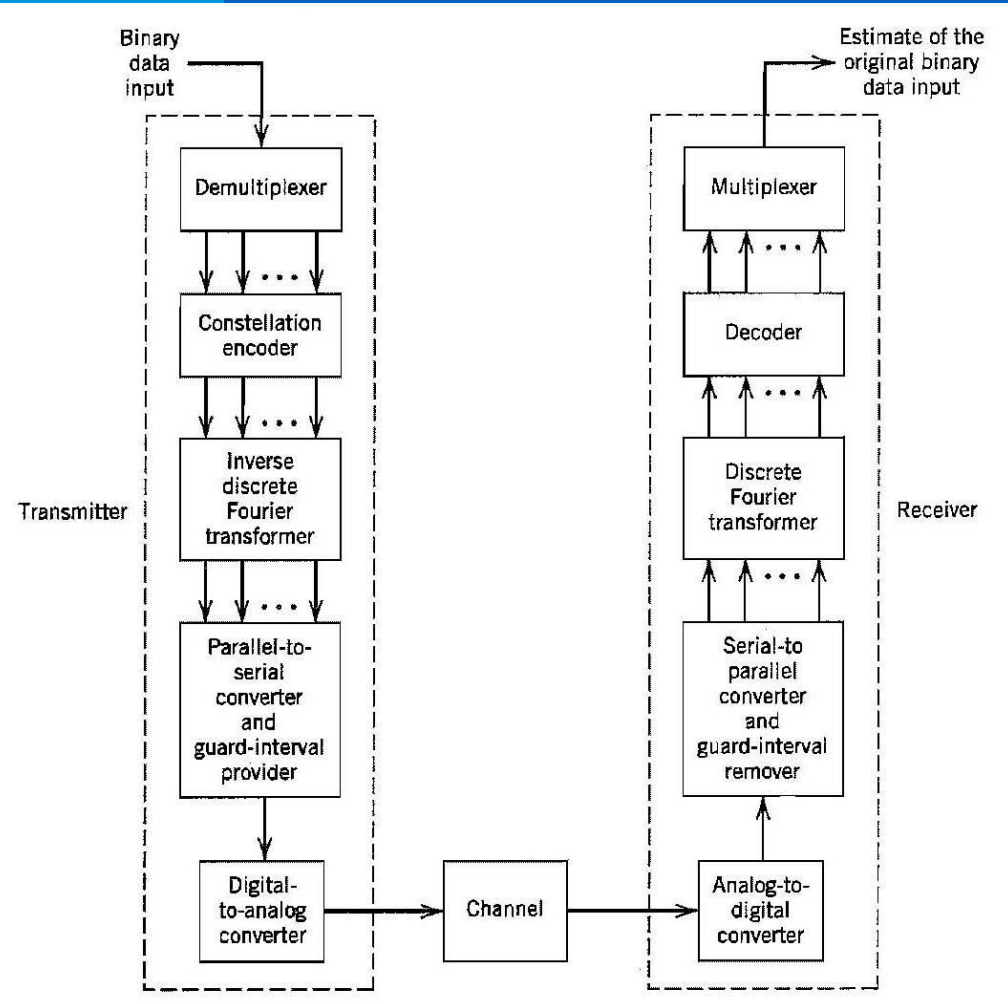 Binary
data
input
Estimate of the
original binary
data input
Demultiplexer
Constellation
encoder
Inverse
discrete
Fourier
transformer
Transmitter
Parallel-to-
serial
converter
and
guard-interval
provider
Digital-
to-analog
converter
Channel
Analog-to-
digital
converter
Serial-to
parallel
converter
and
guard-interval
remover
Discrete
Fourier
transformer
Receiver
Decoder
Multiplexer